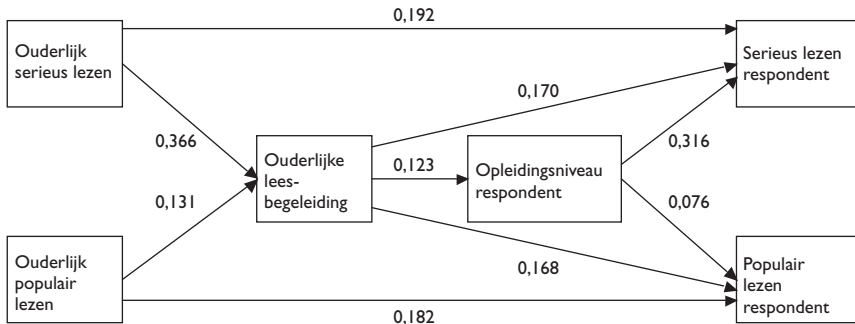 0,192
Ouderlijk
serieus lezen
Serieus lezen
respondent
0,170
0,366
Ouderlijke
lees-
begeleiding
0,123
Opleidingsniveau
respondent
0,316
0,131
0,076
Ouderlijk
populair
lezen
0,168
Populair
lezen
respondent
0,182